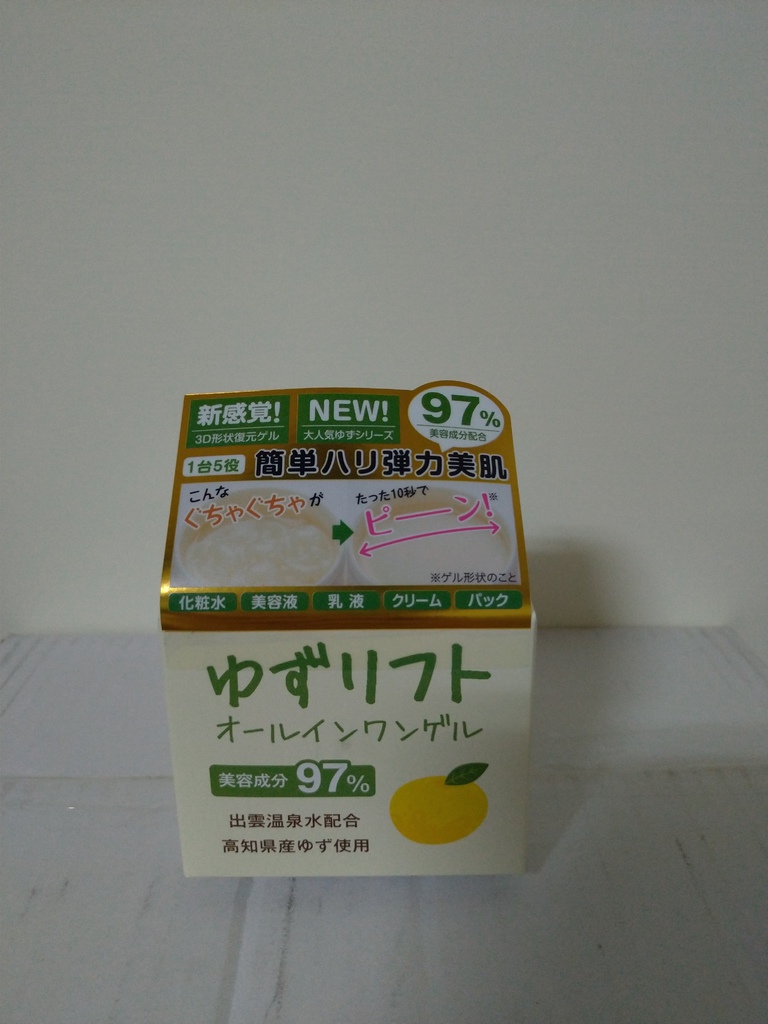 新感覚!
3D形状復元ゲル
NEW!
大人気ゆずシリーズ
97%
美容成分配合
1台5役 簡単ハリ弾力美肌
こんな
ぐちゃぐちゃが
たった10秒で
ピーーン!※
※ゲル形状のこと
化粧水 美容液 乳液 クリーム パック
ゆずリフト
オールインワンゲル
美容成分 97%
出雲温泉水配合
高知県産ゆず使用